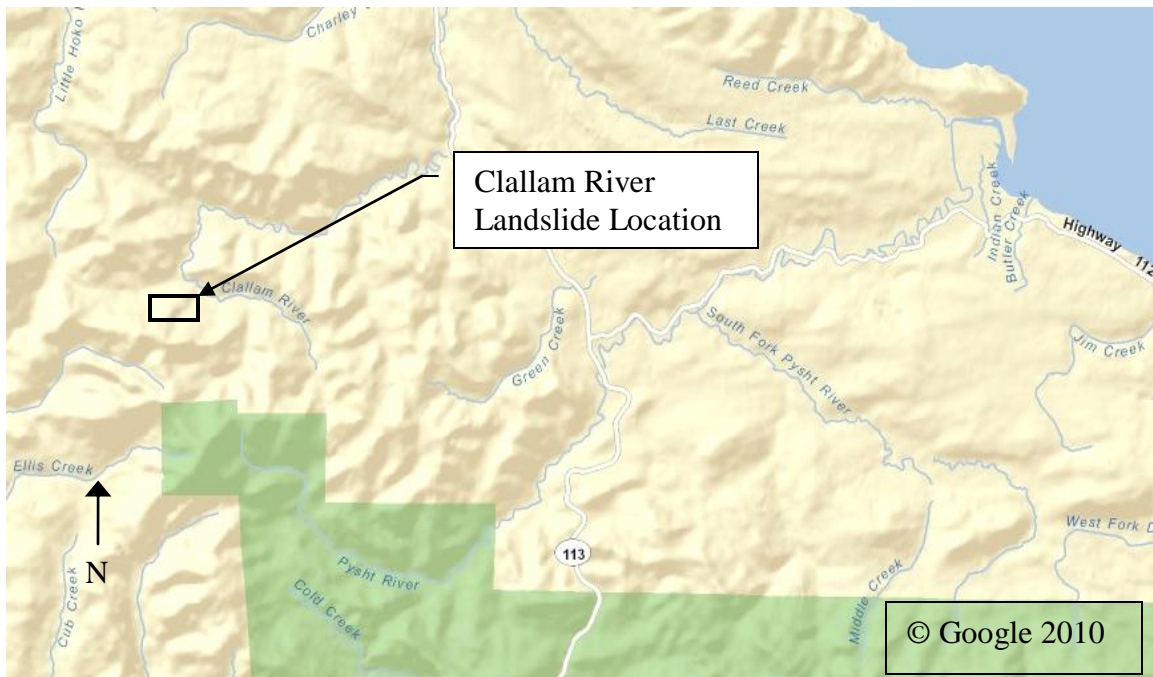 Little Hoko
Charley
Reed Creek
Last Creek
Clallam River
Landslide Location
Indian Creek
Butler Creek
Highway 112
Clallam River
Green Creek
South Fork Pysht River
Jim Creek
Ellis Creek
N
113
West Fork D
Pysht River
Cold Creek
Cub Creek
Middle Creek
© Google 2010